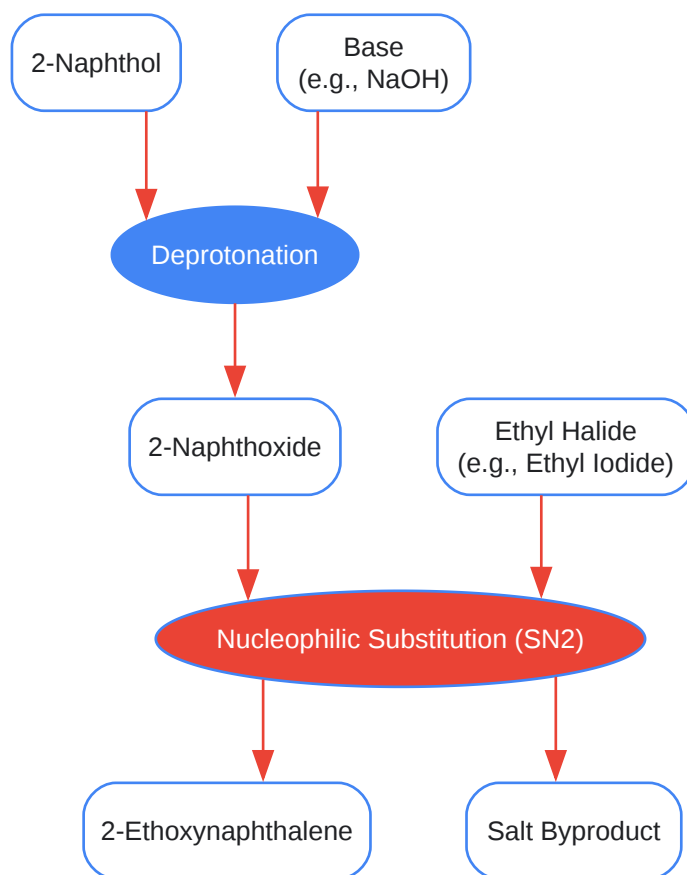 2-Naphthol
Base
(e.g., NaOH)
Deprotonation
2-Naphthoxide
Ethyl Halide
(e.g., Ethyl Iodide)
Nucleophilic Substitution (SN2)
2-Ethoxynaphthalene
Salt Byproduct